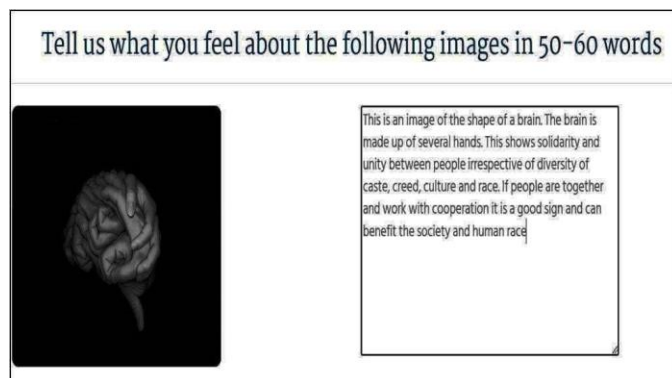 Tell us what you feel about the following images in 50-60 words
This is an image of the shape of a brain. The brain is
made up of several hands. This shows solidarity and
unity between people irrespective of diversity of
caste, creed, culture and race. If people are together
and work with cooperation it is a good sign and can
benefit the society and human race